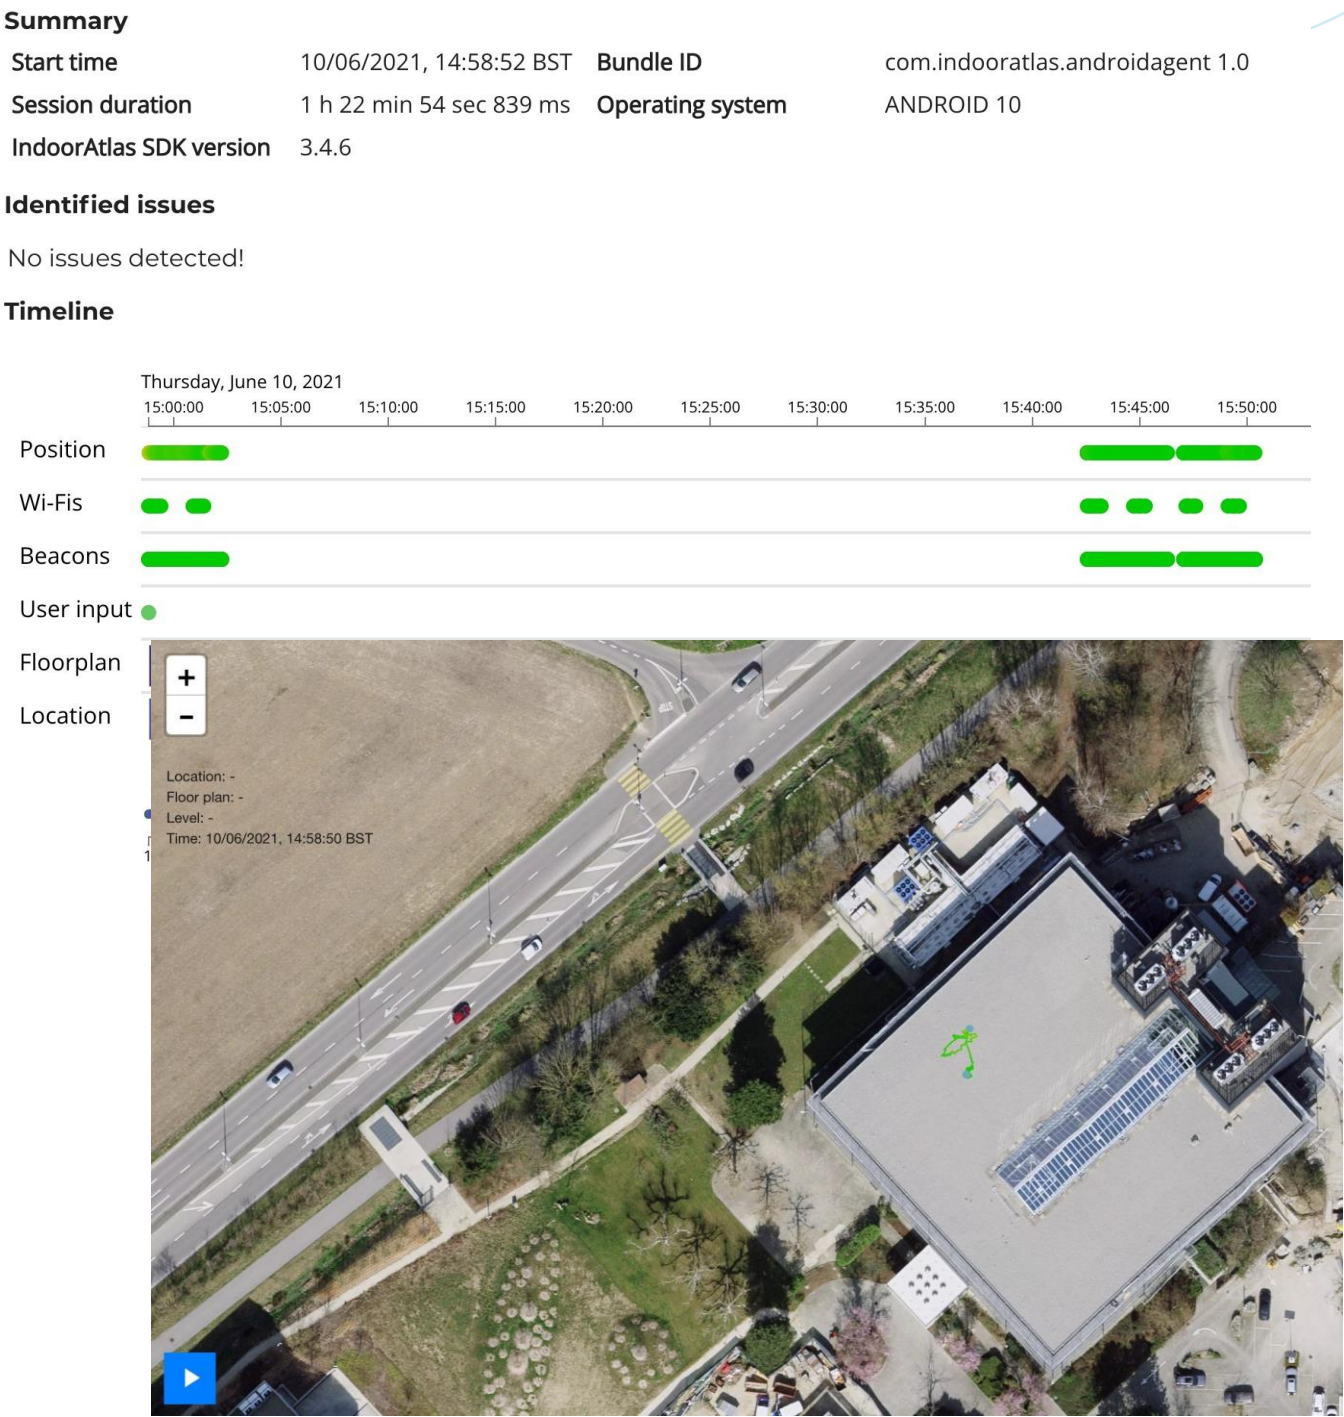 Summary
Start time 10/06/2021, 14:58:52 BST Bundle ID com.indooratlas.androidagent 1.0
Session duration 1 h 22 min 54 sec 839 ms Operating system ANDROID 10
IndoorAtlas SDK version 3.4.6
Identified issues
No issues detected!
Timeline
Thursday, June 10, 2021
15:00:00 15:05:00 15:10:00 15:15:00 15:20:00 15:25:00 15:30:00 15:35:00 15:40:00 15:45:00 15:50:00
Position
Wi-Fis
Beacons
User input
Floorplan
+
Location
-
Location: -
Floor plan: -
Level: -
Time: 10/06/2021, 14:58:50 BST
STOP